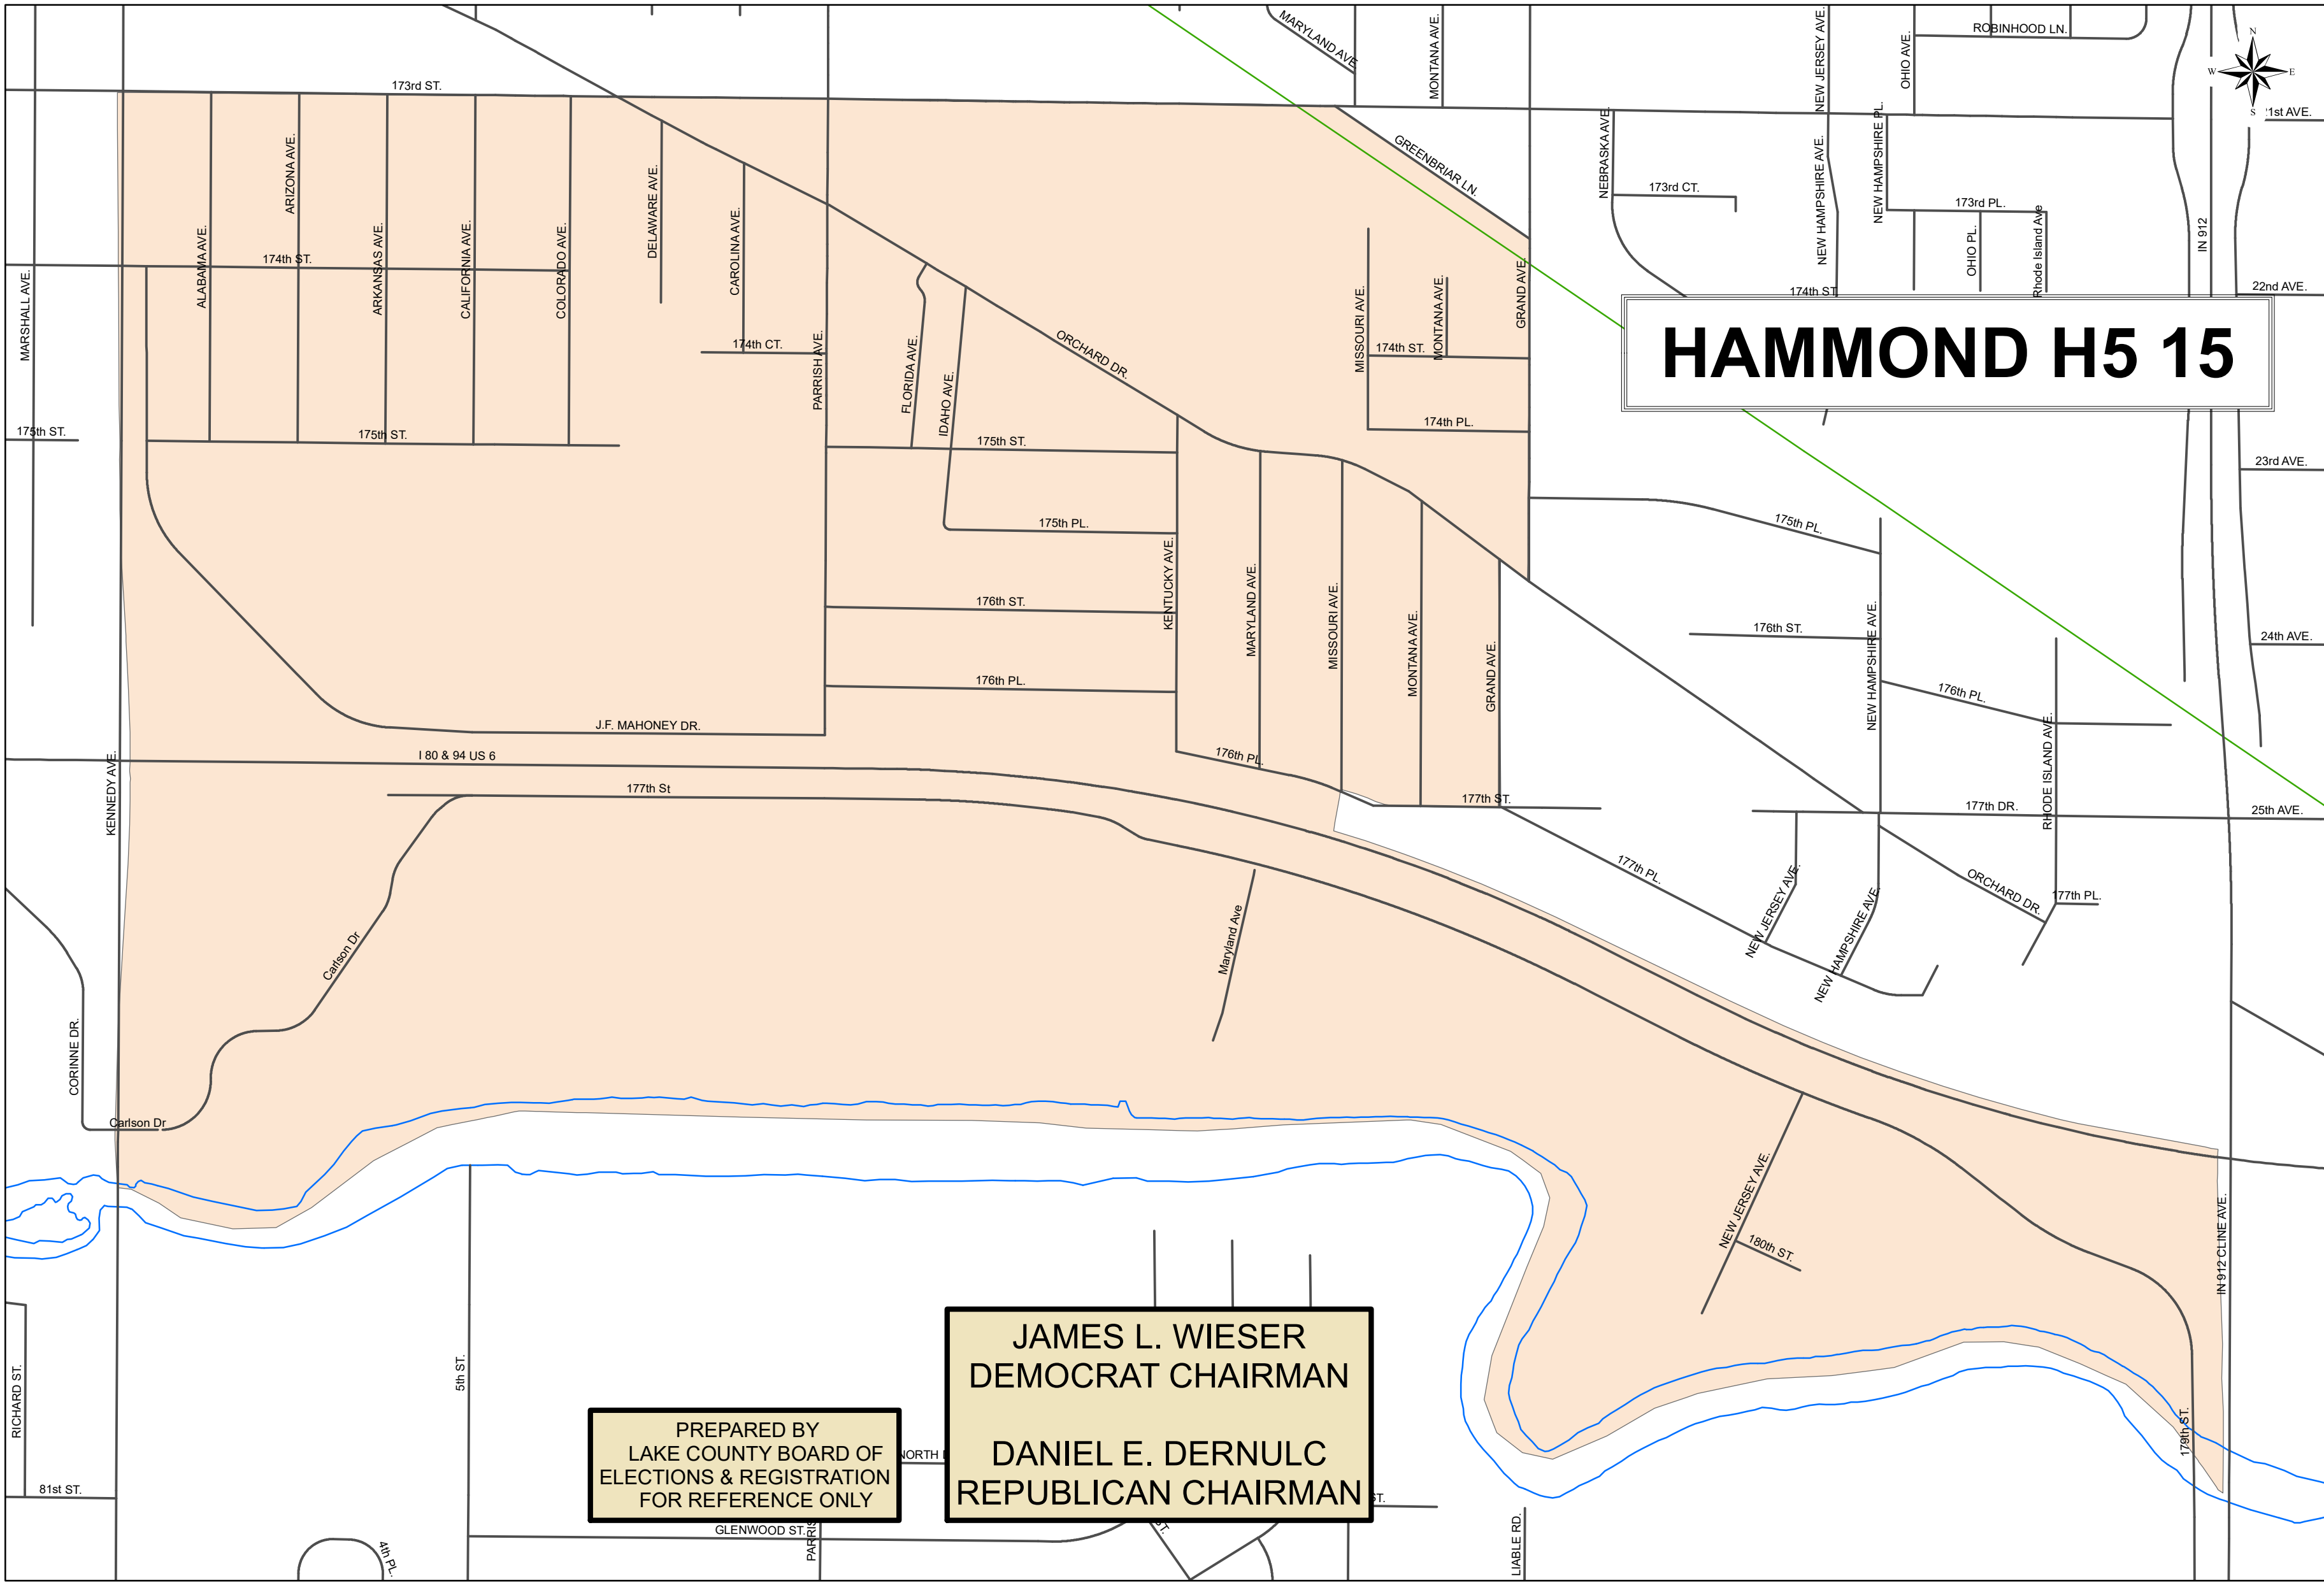 MARYLAND AVE
MONTANA AVE.
NEW JERSEY AVE.
OHIO AVE.
ROBINHOOD LN.
N
W
E
S
173rd ST.
1st AVE.
GREENBRIAR LN.
NEBRASKA AVE.
173rd CT.
NEW HAMPSHIRE AVE.
NEW HAMPSHIRE PL.
173rd PL.
OHIO PL.
Rhode Island Ave
IN 912
ARIZONA AVE.
ALABAMA AVE.
ARKANSAS AVE.
CALIFORNIA AVE.
COLORADO AVE.
DELAWARE AVE.
CAROLINA AVE.
174th ST.
MARSHALL AVE.
174th CT.
PARRISH AVE.
FLORIDA AVE.
IDAHO AVE.
ORCHARD DR.
MISSOURI AVE.
MONTANA AVE.
GRAND AVE.
174th ST.
174th PL.
174th ST
22nd AVE.
HAMMOND H5 15
175th ST.
175th ST.
175th ST.
23rd AVE.
175th PL.
175th PL.
KENTUCKY AVE.
MARYLAND AVE.
MISSOURI AVE.
MONTANA AVE.
GRAND AVE.
176th ST.
176th ST.
NEW HAMPSHIRE AVE.
24th AVE.
176th PL.
176th PL.
RHODE ISLAND AVE.
J.F. MAHONEY DR.
KENNEDY AVE.
I 80 & 94 US 6
176th PL.
177th St
177th ST.
177th DR.
25th AVE.
177th PL.
NEW JERSEY AVE.
NEW HAMPSHIRE AVE.
ORCHARD DR.
177th PL.
Carlson Dr
Maryland Ave
CORINNE DR.
Carlson Dr
NEW JERSEY AVE.
180th ST.
IN 912 CLINE AVE.
179th ST.
RICHARD ST.
5th ST.
81st ST.
PREPARED BY
LAKE COUNTY BOARD OF
ELECTIONS & REGISTRATION
FOR REFERENCE ONLY
NORTH
JAMES L. WIESER
DEMOCRAT CHAIRMAN
DANIEL E. DERNULC
REPUBLICAN CHAIRMAN
ST.
GLENWOOD ST.
PARRIS
ST.
4th PL.
LIABLE RD.